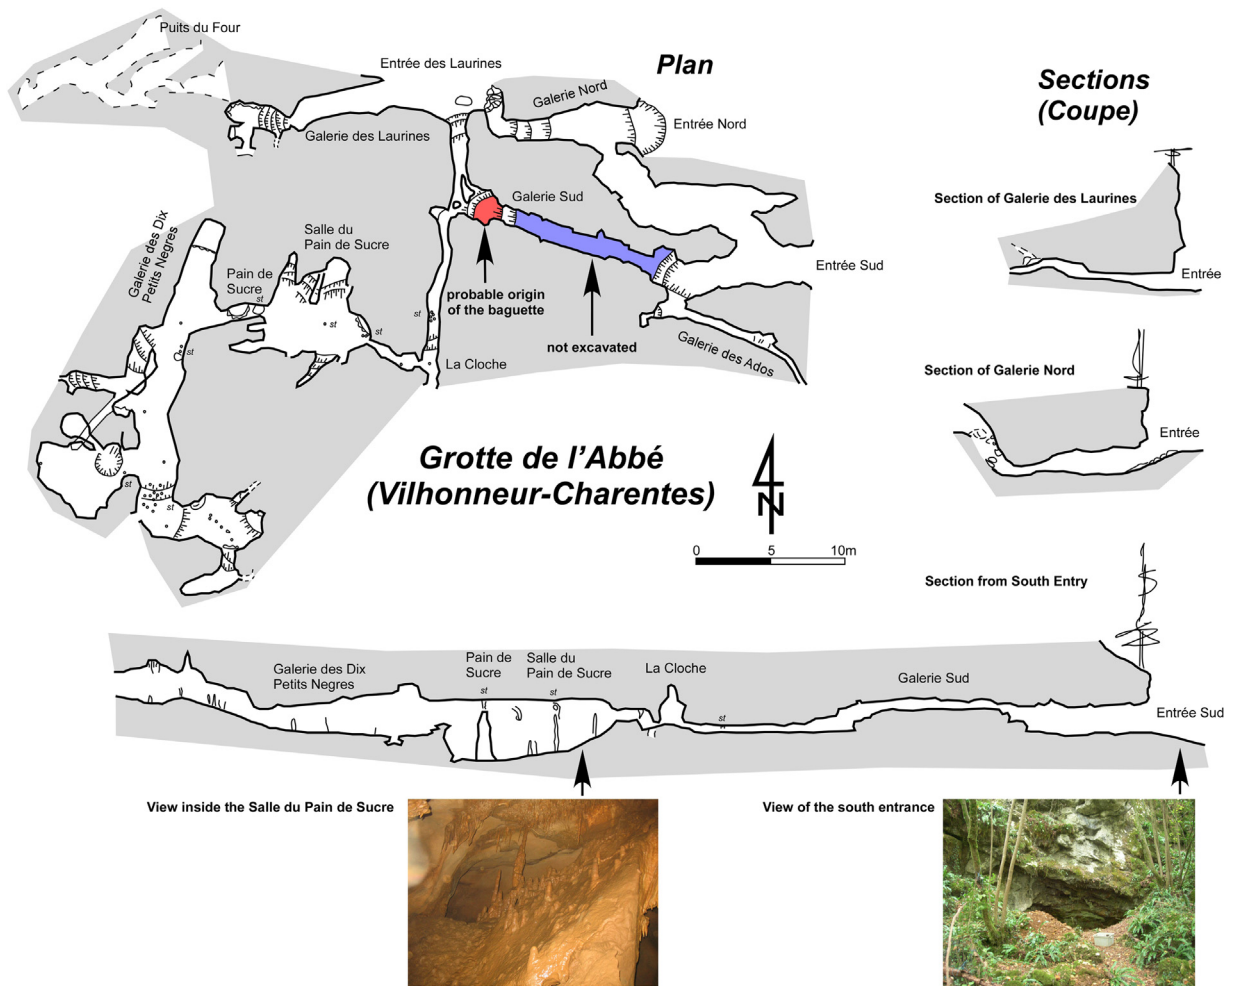 Puits du Four
Entrée des Laurines
Plan
Galerie Nord
Entrée Nord
Galerie des Laurines
Galerie Sud
Galerie des Dix
Petits Negres
Salle du
Pain de Sucre
Pain de
Sucre
st
st
st
st
st
st
st
probable origin
of the baguette
not excavated
Entrée Sud
La Cloche
Galerie des Ados
Sections
(Coupe)
Section of Galerie des Laurines
Entrée
Section of Galerie Nord
Entrée
Grotte de l'Abbé
(Vilhonneur-Charentes)
N
0 5 10m
Section from South Entry
Galerie des Dix
Petits Negres
Pain de
Sucre
st
Salle du
Pain de Sucre
st
La Cloche
st
Galerie Sud
Entrée Sud
View inside the Salle du Pain de Sucre
View of the south entrance